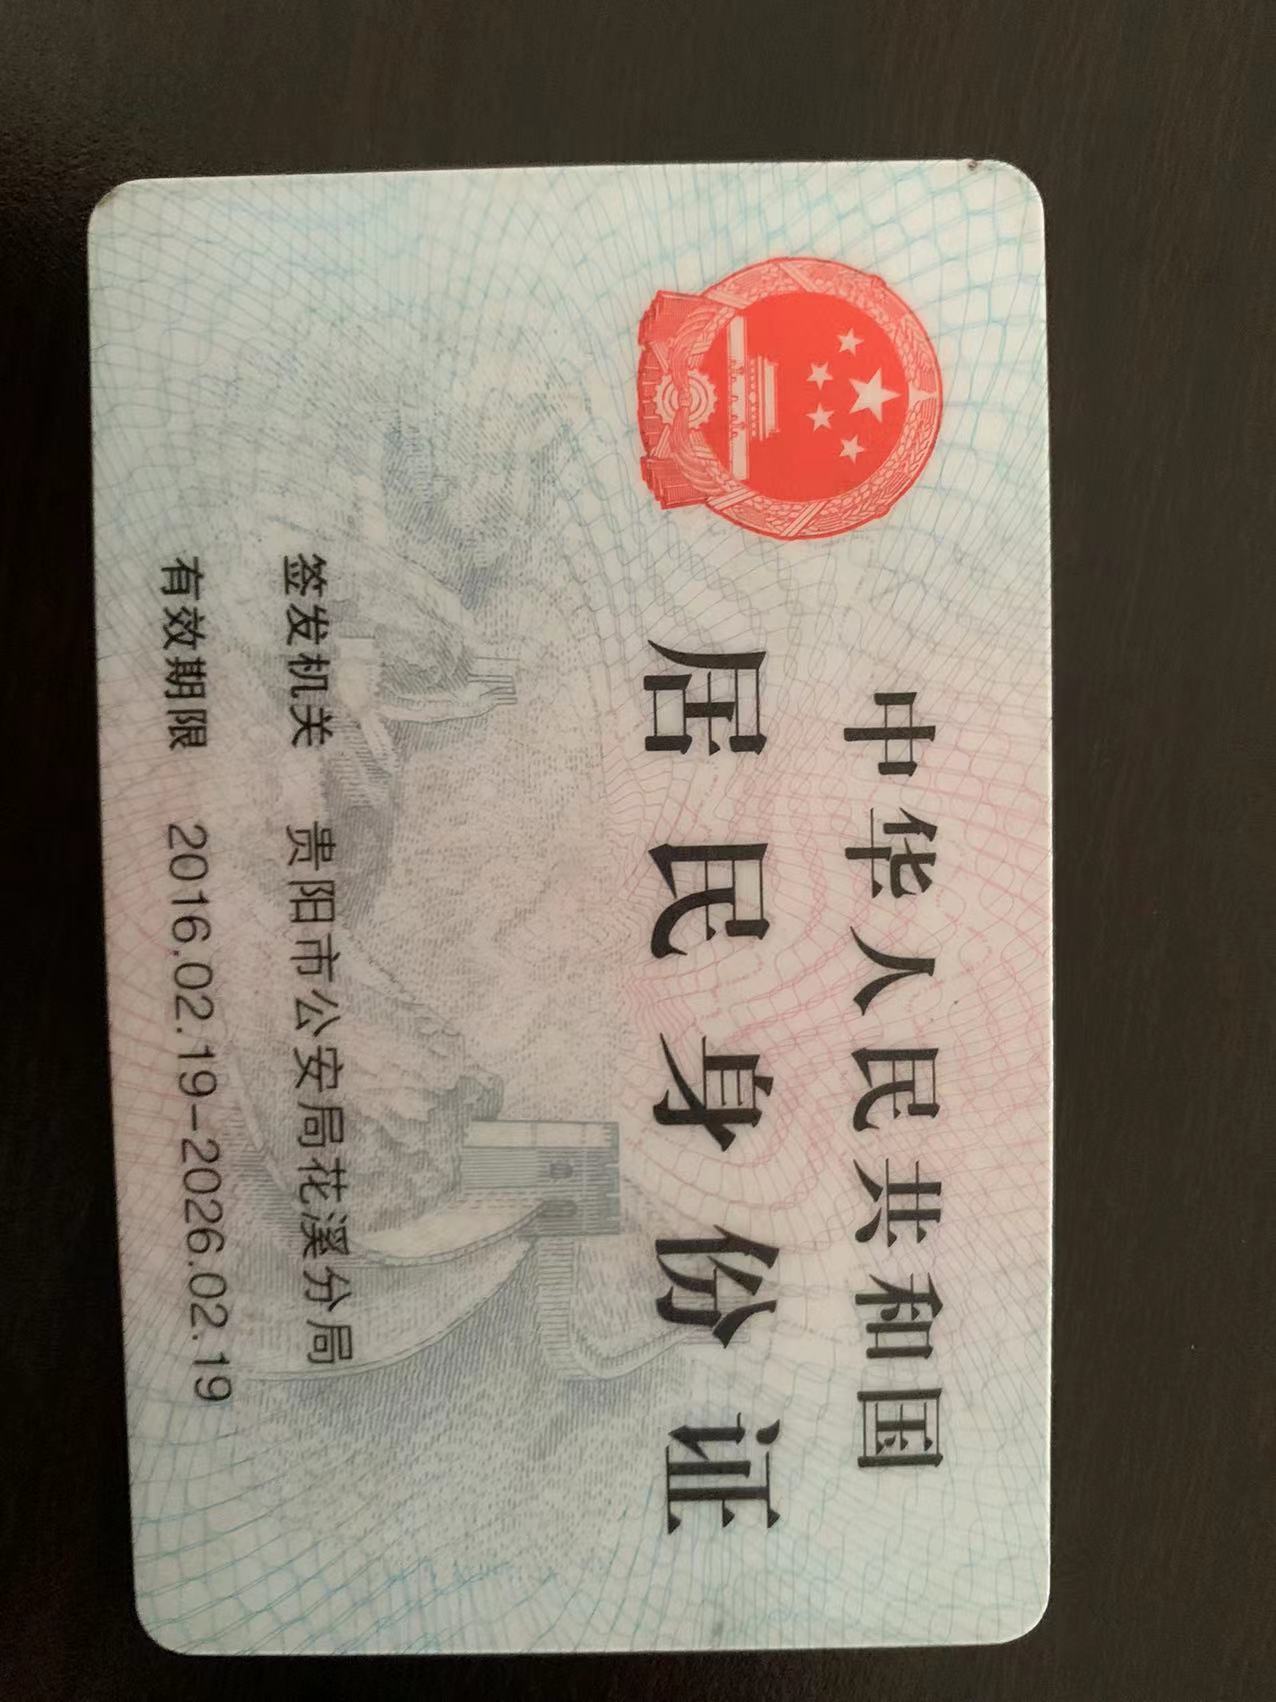 中华人民共和国
居民身份证
签发机关 贵阳市公安局花溪分局
有效期限 2016.02.19-2026.02.19